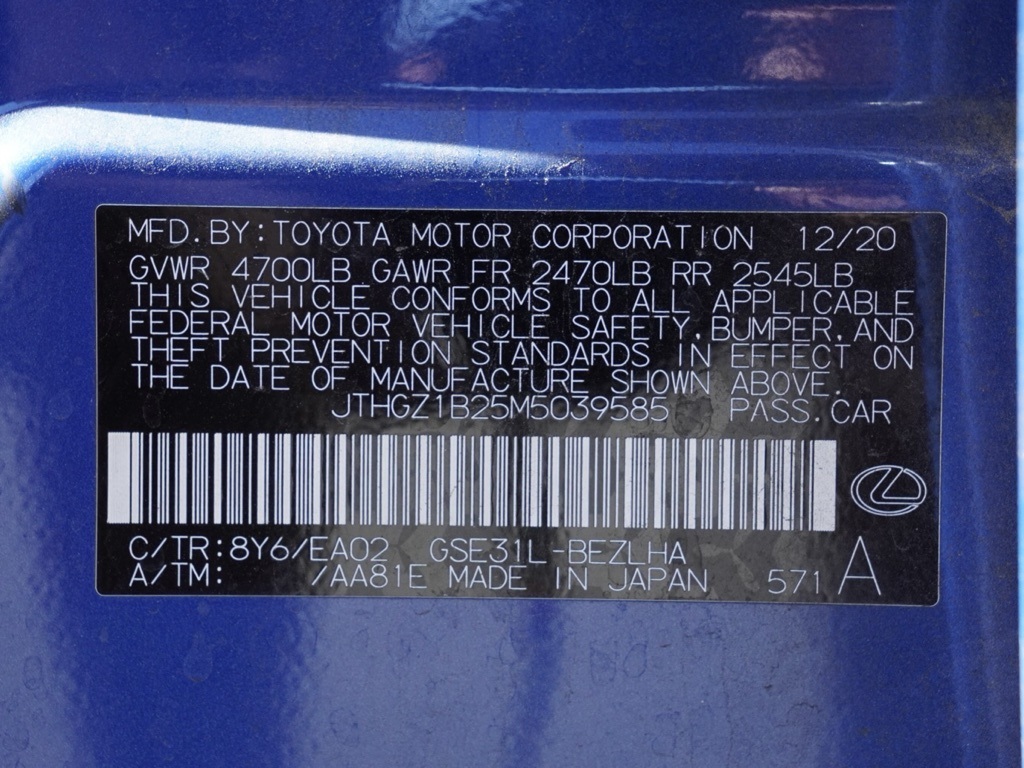 MFD. BY: TOYOTA MOTOR CORPORATION 12/20
GVWR 4700LB GAWR FR 2470LB RR 2545LB
THIS VEHICLE CONFORMS TO ALL APPLICABLE
FEDERAL MOTOR VEHICLE SAFETY, BUMPER, AND
THEFT PREVENTION STANDARDS IN EFFECT ON
THE DATE OF MANUFACTURE SHOWN ABOVE.
JTHGZ1B25M5039585 PASS. CAR
C/TR: 8Y6/EA02 GSE31L-BEZLHA
A/TM: /AA81E MADE IN JAPAN 571 A